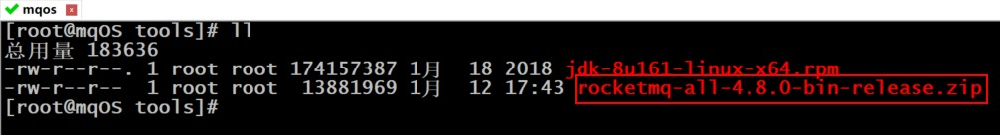 mqos x
[root@mqOS tools]# ll
总用量 183636
-rw-r--r--. 1 root root 174157387 1月  18 2018 jdk-8u161-linux-x64.rpm
-rw-r--r--  1 root root  13881969 1月  12 17:43 rocketmq-all-4.8.0-bin-release.zip
[root@mqOS tools]#